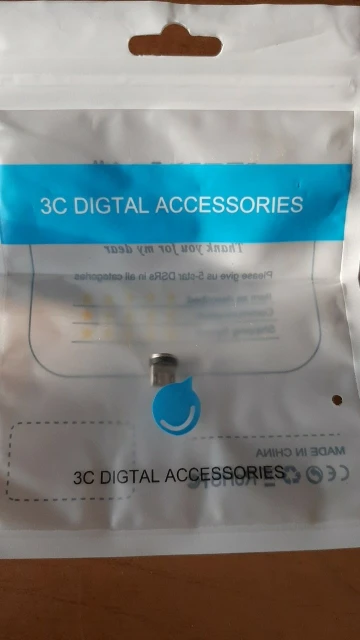 3C DIGTAL ACCESSORIES
Thank you for my dear
Please give us 5-star DSRs in all categories
MADE IN CHINA
3C DIGTAL ACCESSORIES